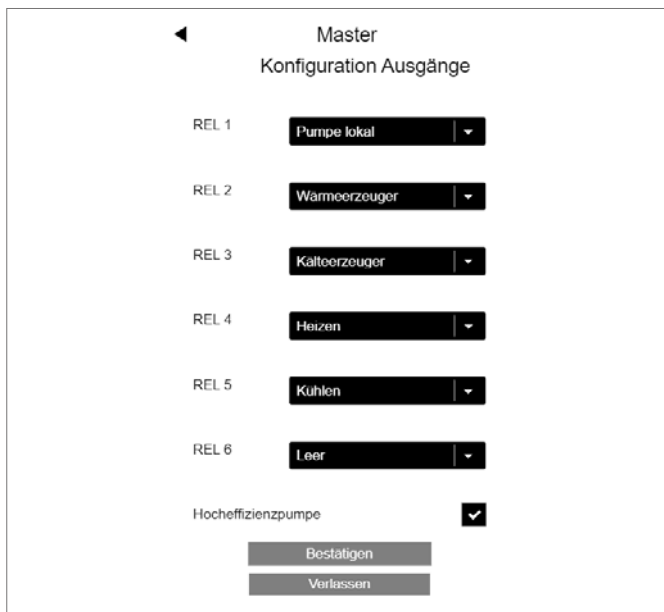 Master
Konfiguration Ausgänge
REL 1 Pumpe lokal
REL 2 Wärmeerzeuger
REL 3 Kälteerzeuger
REL 4 Heizen
REL 5 Kühlen
REL 6 Leer
Hocheffizienzpumpe
Bestätigen
Verlassen